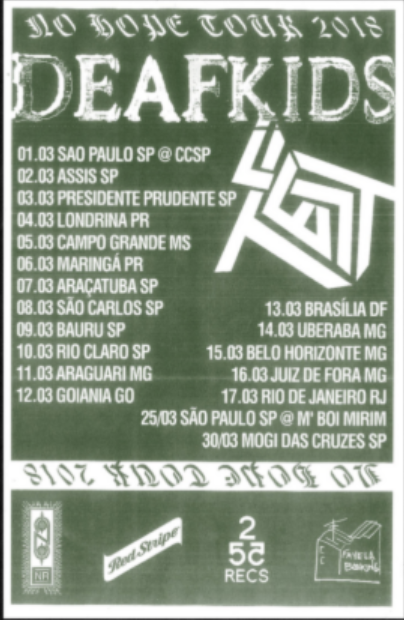 NO HOPE TOUR 2018
DEAFKIDS
01.03 SAO PAULO SP @ CCSP
02.03 ASSIS SP
03.03 PRESIDENTE PRUDENTE SP
04.03 LONDRINA PR
05.03 CAMPO GRANDE MS
06.03 MARINGÁ PR
07.03 ARAÇATUBA SP
08.03 SÃO CARLOS SP
09.03 BAURU SP
10.03 RIO CLARO SP
11.03 ARAGUARI MG
12.03 GOIANIA GO
13.03 BRASÍLIA DF
14.03 UBERABA MG
15.03 BELO HORIZONTE MG
16.03 JUIZ DE FORA MG
17.03 RIO DE JANEIRO RJ
25/03 SÃO PAULO SP @ M' BOI MIRIM
30/03 MOGI DAS CRUZES SP
NO HOPE TOUR 2018
NR
Red Stripe
2
56
RECS
FAVELA
BOOKING